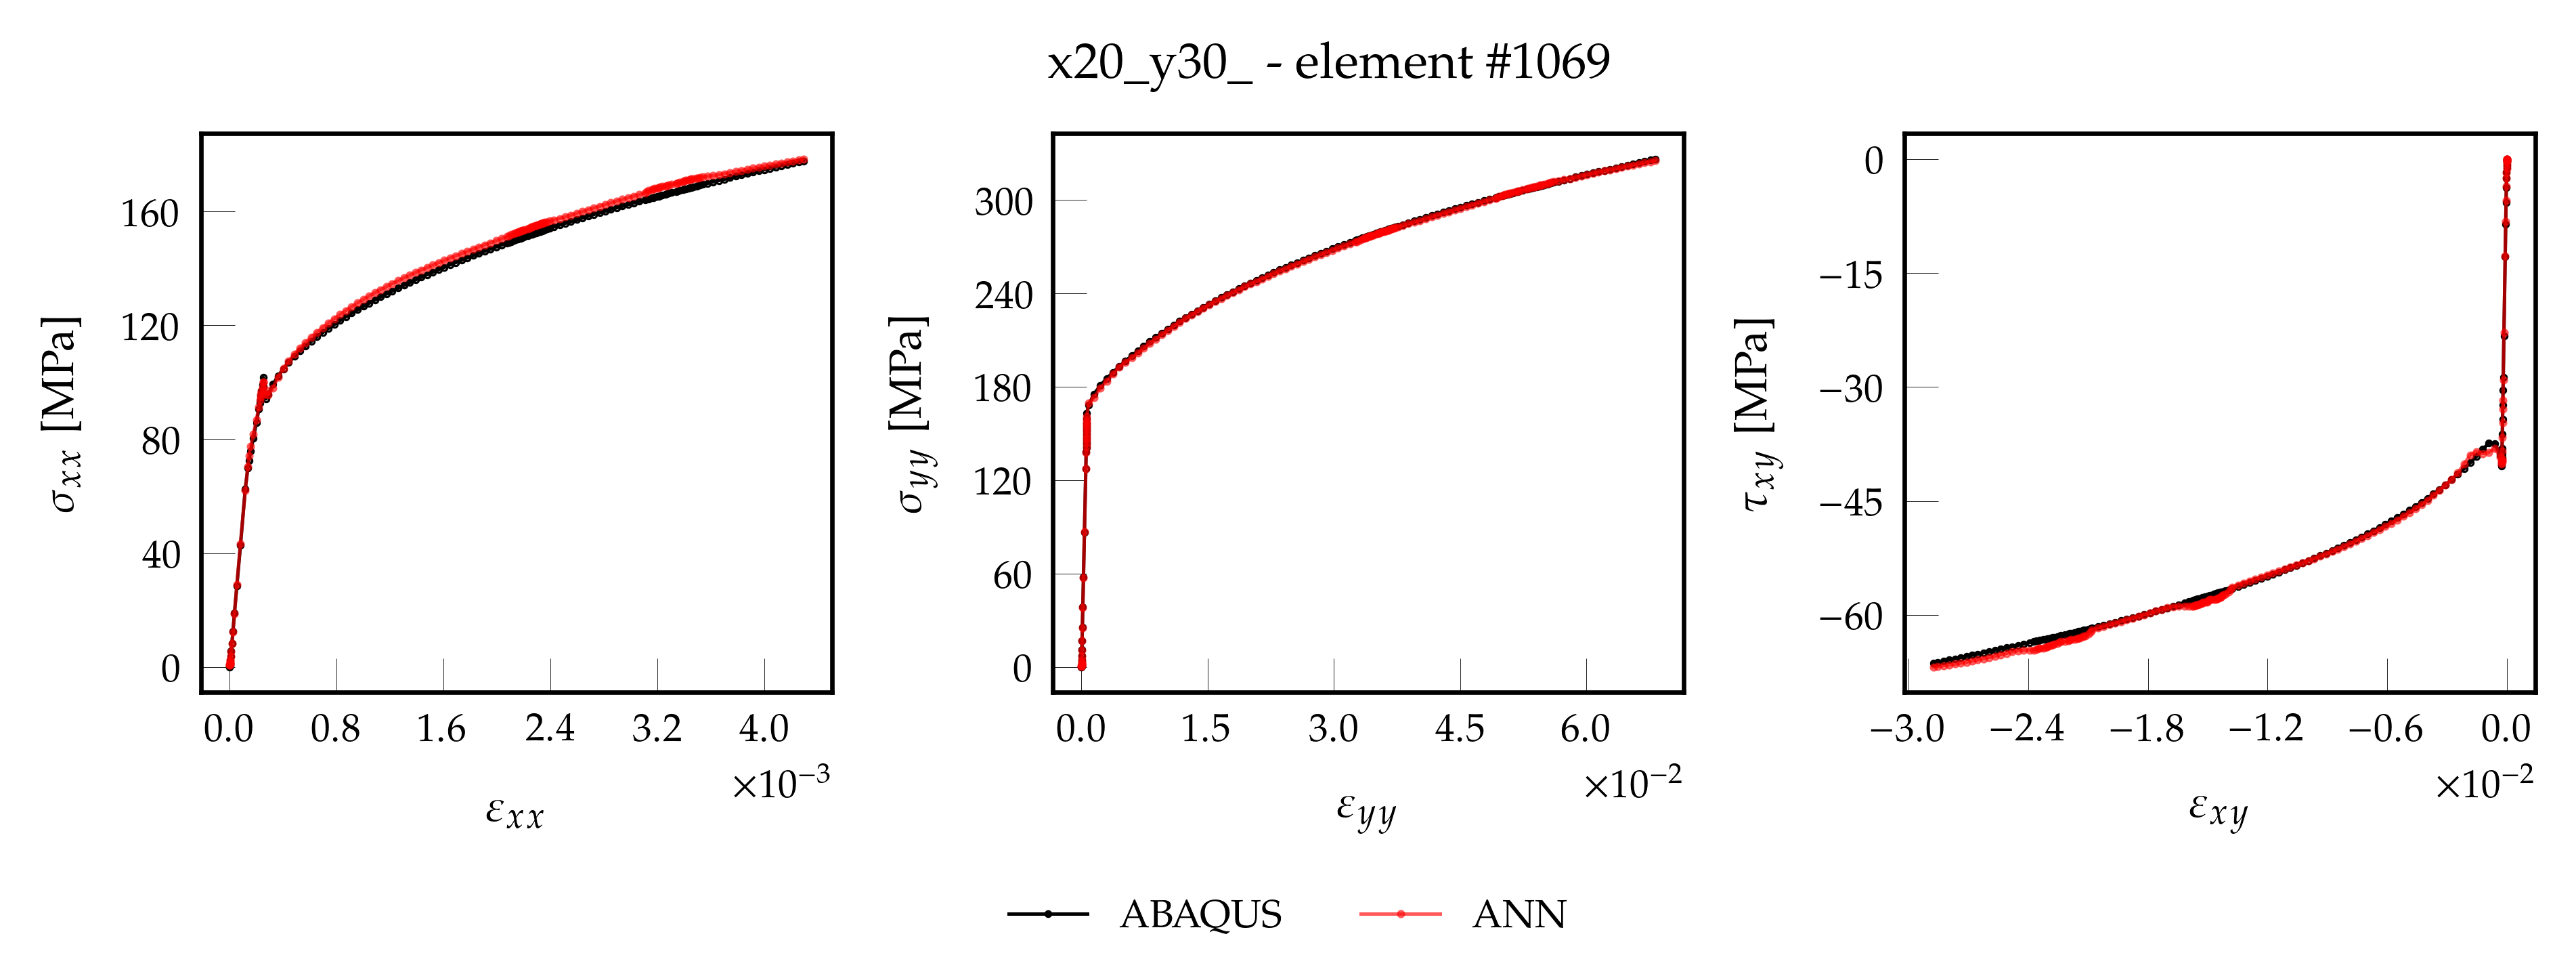 x20_y30_ - element #1069
σxx [MPa]
160
120
80
40
0
0.0 0.8 1.6 2.4 3.2 4.0
×10⁻³
εxx
σyy [MPa]
300
240
180
120
60
0
0.0 1.5 3.0 4.5 6.0
×10⁻²
εyy
τxy [MPa]
0
−15
−30
−45
−60
−3.0 −2.4 −1.8 −1.2 −0.6 0.0
×10⁻²
εxy
ABAQUS ANN